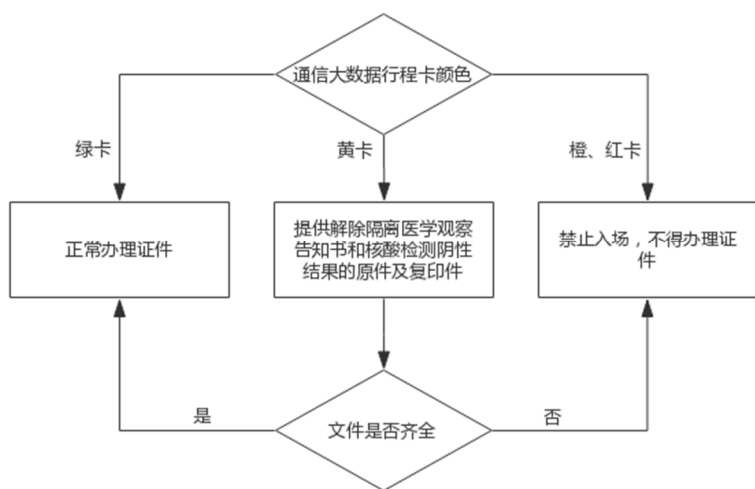 通信大数据行程卡颜色
绿卡
黄卡
橙、红卡
正常办理证件
提供解除隔离医学观察
告知书和核酸检测阴性
结果的原件及复印件
禁止入场，不得办理证
件
是
文件是否齐全
否